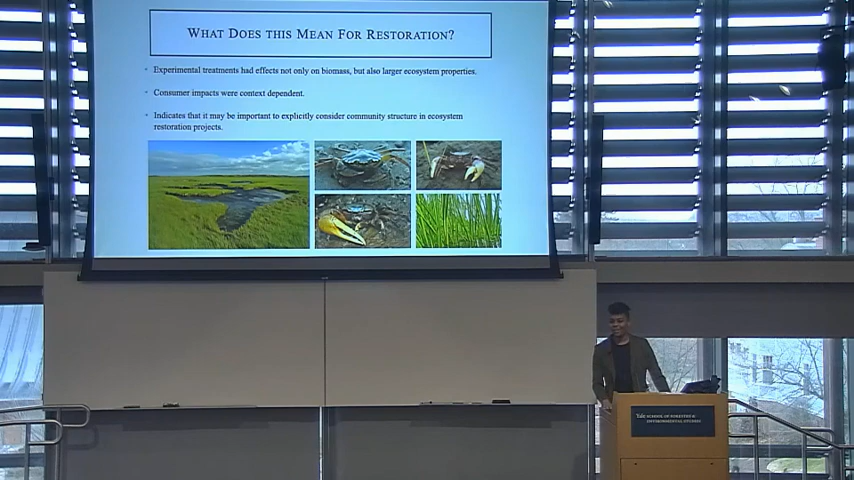 WHAT DOES THIS MEAN FOR RESTORATION?
Experimental treatments had effects not only on biomass, but also larger ecosystem properties.
Consumer impacts were context dependent.
Indicates that it may be important to explicitly consider community structure in ecosystem
restoration projects.
Yale SCHOOL OF FORESTRY &
ENVIRONMENTAL STUDIES